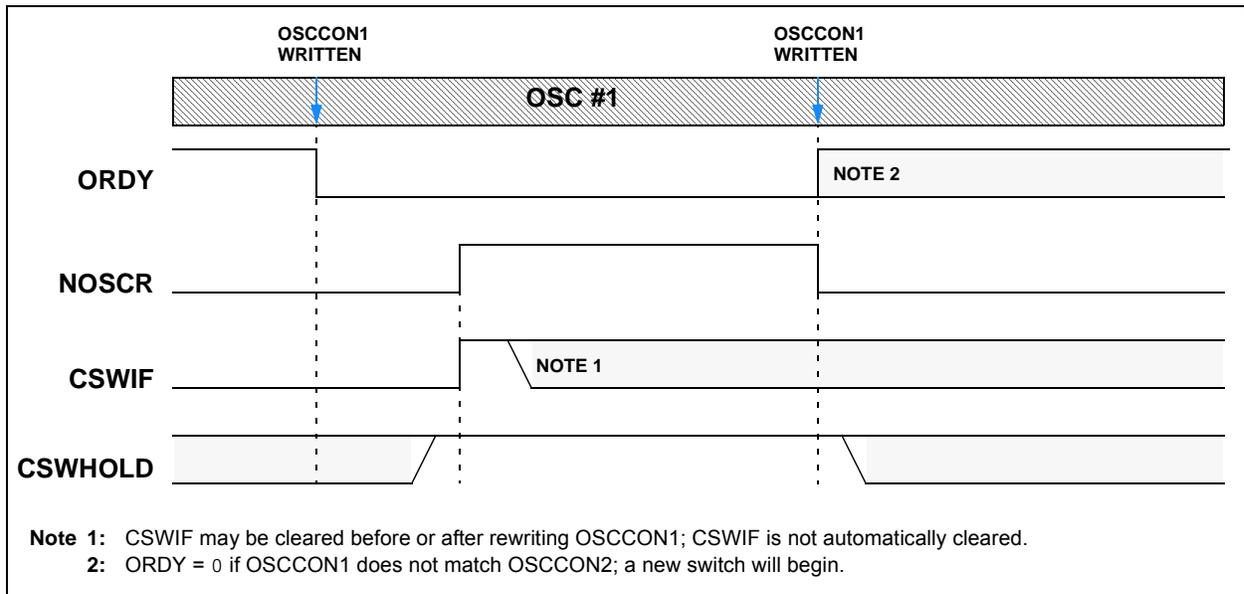 OSCCON1
WRITTEN
OSCCON1
WRITTEN
OSC #1
ORDY
NOTE 2
NOSCR
CSWIF
NOTE 1
CSWHOLD
Note 1: CSWIF may be cleared before or after rewriting OSCCON1; CSWIF is not automatically cleared.
2: ORDY = 0 if OSCCON1 does not match OSCCON2; a new switch will begin.